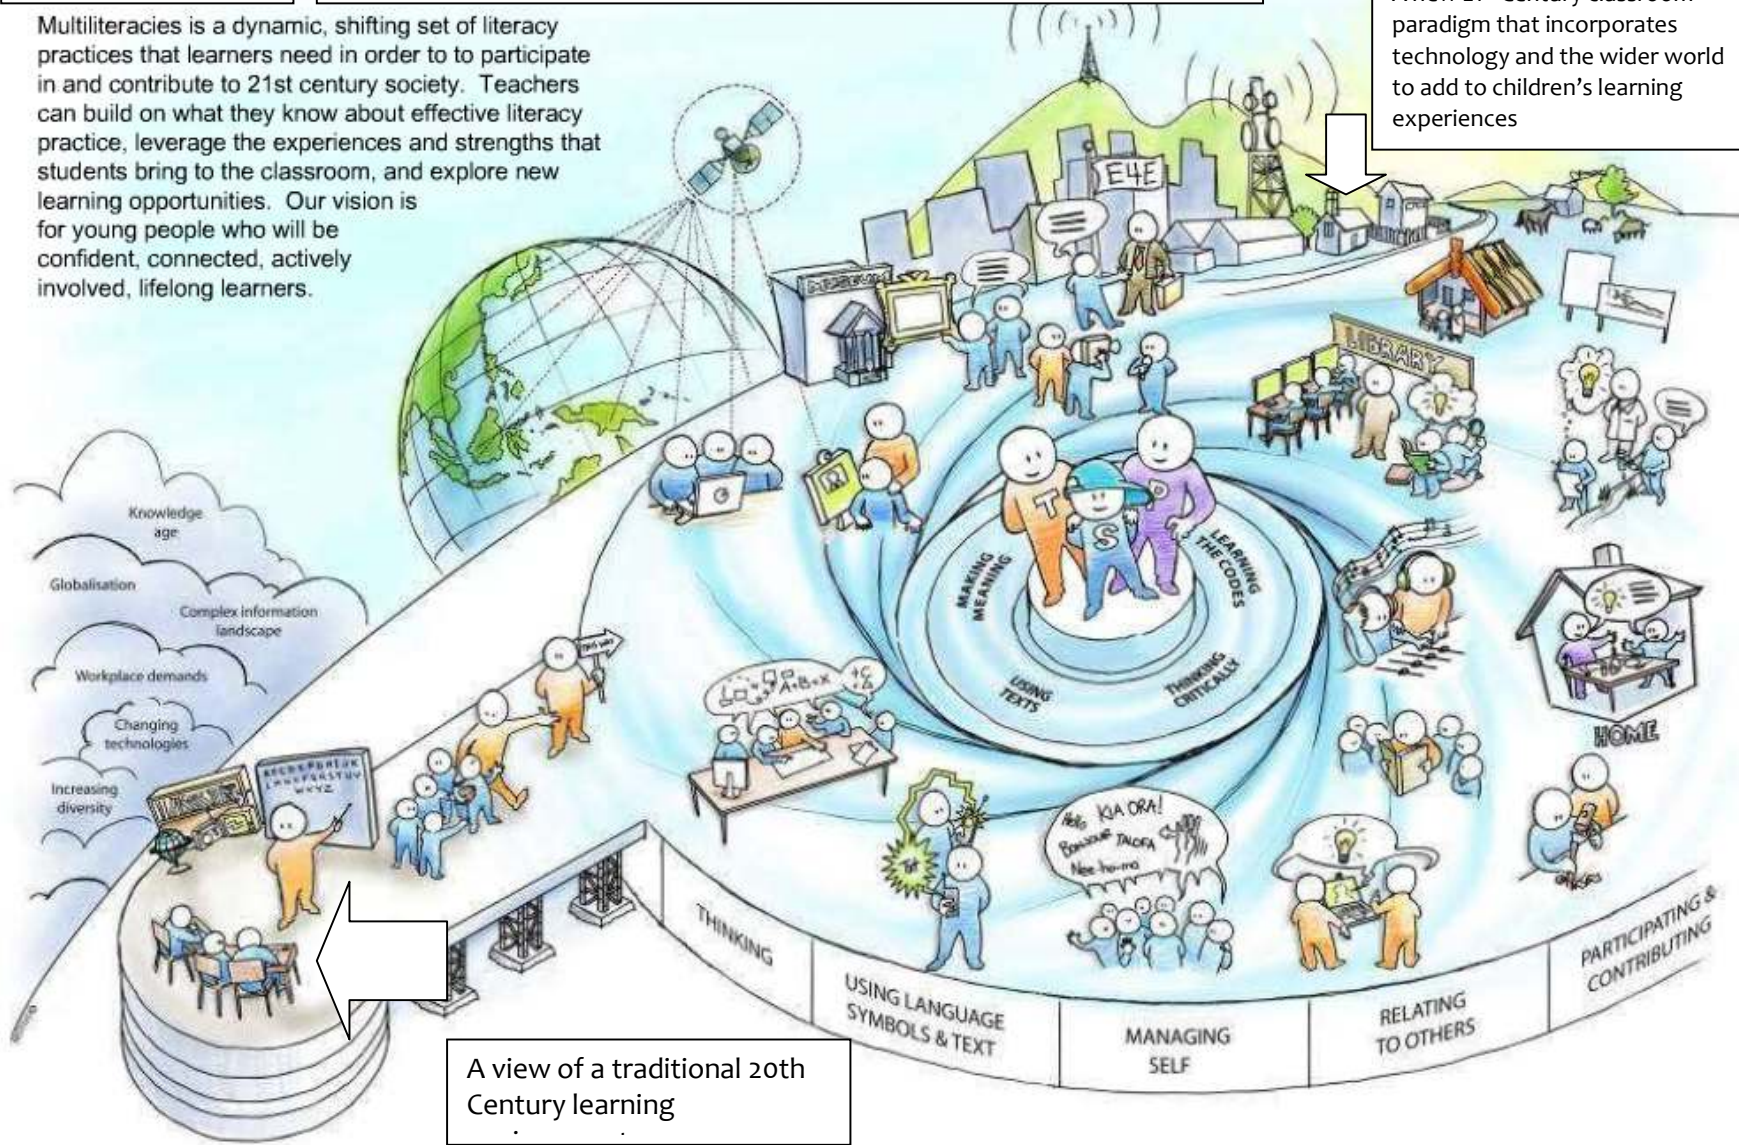 Multiliteracies is a dynamic, shifting set of literacy
practices that learners need in order to to participate
in and contribute to 21st century society. Teachers
can build on what they know about effective literacy
practice, leverage the experiences and strengths that
students bring to the classroom, and explore new
learning opportunities. Our vision is
for young people who will be
confident, connected, actively
involved, lifelong learners.
paradigm that incorporates
technology and the wider world
to add to children's learning
experiences
E4E
MUSEUM
LIBRARY
Knowledge
age
Globalisation
Complex information
landscape
Workplace demands
Changing
technologies
Increasing
diversity
T
S
P
MAKING
MEANING
LEARNING
THE CODES
USING
TEXTS
THINKING
CRITICALLY
THIS WAY
A+B=X
HOME
Hello KIA ORA!
BONJOUR TALOFA
Nee-ha-ma
THINKING
USING LANGUAGE
SYMBOLS & TEXT
MANAGING
SELF
RELATING
TO OTHERS
PARTICIPATING &
CONTRIBUTING
A view of a traditional 20th
Century learning